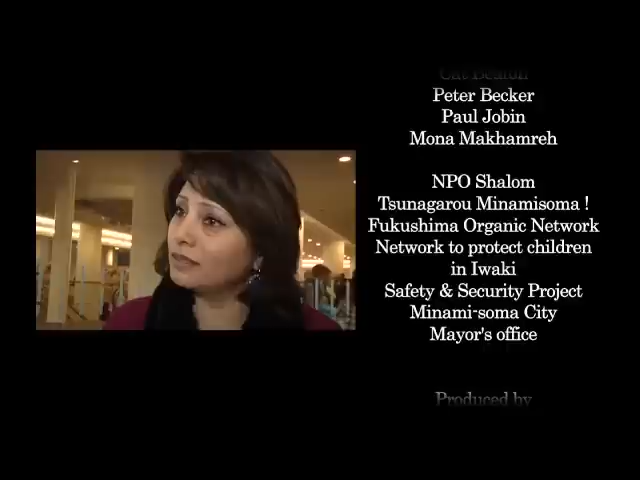 Peter Becker
Paul Jobin
Mona Makhamreh
NPO Shalom
Tsunagarou Minamisoma !
Fukushima Organic Network
Network to protect children
in Iwaki
Safety & Security Project
Minami-soma City
Mayor's office
Produced by